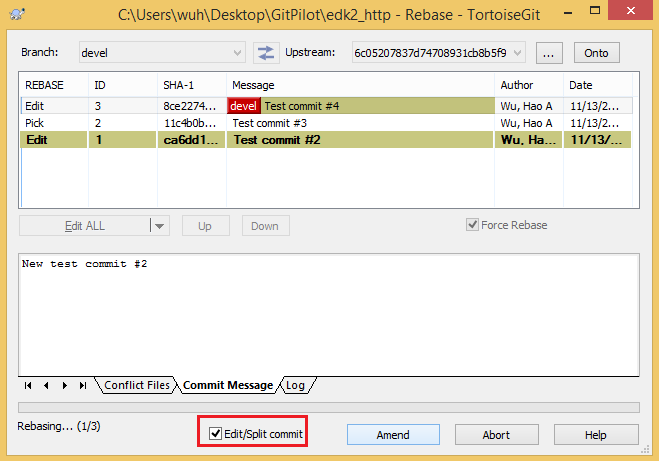 C:\Users\wuh\Desktop\GitPilot\edk2_http - Rebase - TortoiseGit
Branch: devel Upstream: 6c05207837d74708931cb8b5f9 ... Onto
REBASE ID SHA-1 Message Author Date
Edit 3 8ce2274... devel Test commit #4 Wu, Hao A 11/13/2...
Pick 2 11c4b0b... Test commit #3 Wu, Hao A 11/13/2...
Edit 1 ca6dd1... Test commit #2 Wu, Ha... 11/13/...
Edit ALL Up Down Force Rebase
New test commit #2
Conflict Files Commit Message Log
Rebasing... (1/3) Edit/Split commit Amend Abort Help